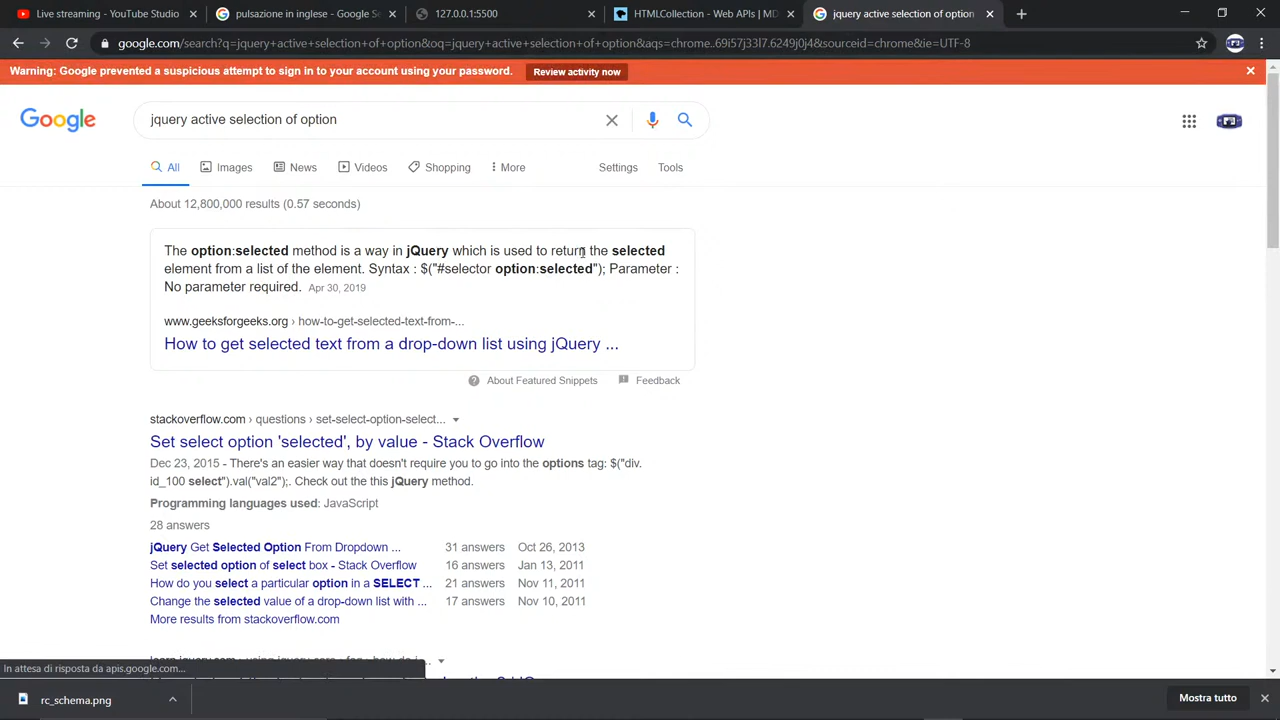 Live streaming - YouTube Studio
pulsazione in inglese - Google Se
127.0.0.1:5500
HTMLCollection - Web APIs | MD
jquery active selection of option
google.com/search?q=jquery+active+selection+of+option&oq=jquery+active+selection+of+option&aqs=chrome..69i57j33l7.6249j0j4&sourceid=chrome&ie=UTF-8
Warning: Google prevented a suspicious attempt to sign in to your account using your password.
Review activity now
Google
jquery active selection of option
All
Images
News
Videos
Shopping
More
Settings
Tools
About 12,800,000 results (0.57 seconds)
The option:selected method is a way in jQuery which is used to return the selected
element from a list of the element. Syntax : $("#selector option:selected"); Parameter :
No parameter required. Apr 30, 2019
www.geeksforgeeks.org › how-to-get-selected-text-from-...
How to get selected text from a drop-down list using jQuery ...
About Featured Snippets
Feedback
stackoverflow.com › questions › set-select-option-select...
Set select option 'selected', by value - Stack Overflow
Dec 23, 2015 - There's an easier way that doesn't require you to go into the options tag: $("div.
id_100 select").val("val2");. Check out the this jQuery method.
Programming languages used: JavaScript
28 answers
jQuery Get Selected Option From Dropdown ... 31 answers Oct 26, 2013
Set selected option of select box - Stack Overflow 16 answers Jan 13, 2011
How do you select a particular option in a SELECT ... 21 answers Nov 11, 2011
Change the selected value of a drop-down list with ... 17 answers Nov 10, 2011
More results from stackoverflow.com
In attesa di risposta da apis.google.com...
rc_schema.png
Mostra tutto